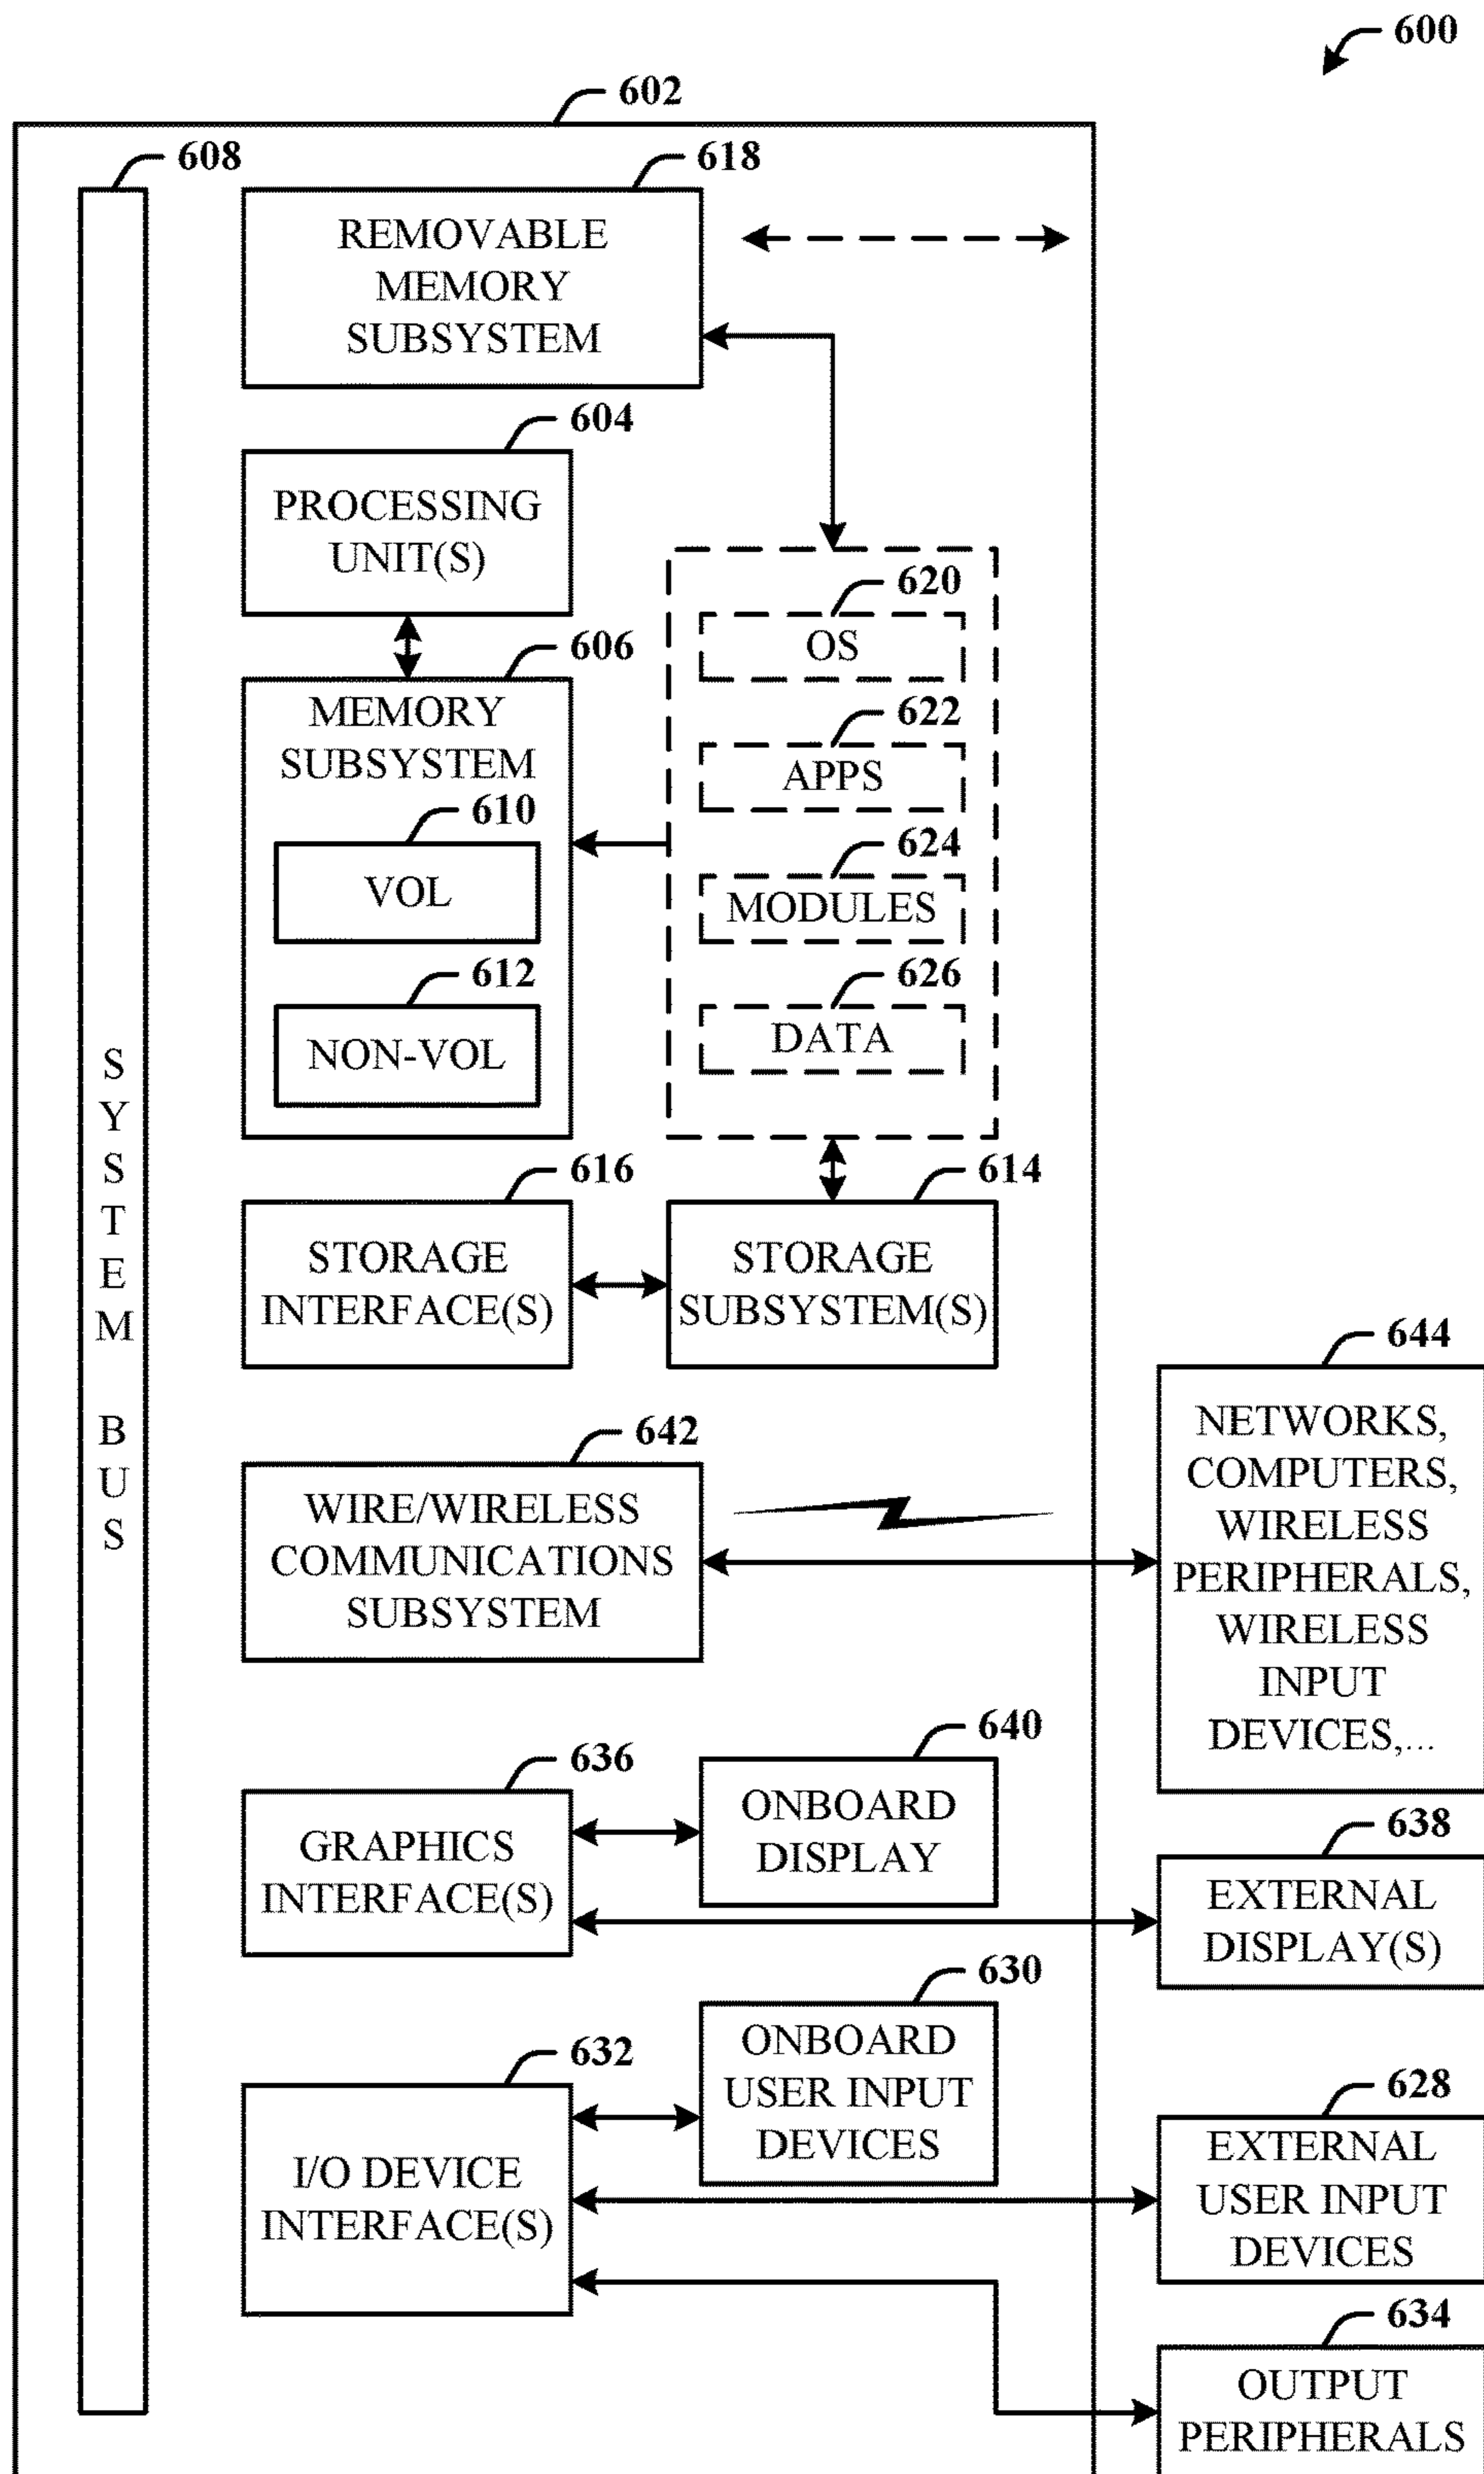 600
602
608
SYSTEM BUS
618
REMOVABLE
MEMORY
SUBSYSTEM
604
PROCESSING
UNIT(S)
606
MEMORY
SUBSYSTEM
610
VOL
612
NON-VOL
620
OS
622
APPS
624
MODULES
626
DATA
616
STORAGE
INTERFACE(S)
614
STORAGE
SUBSYSTEM(S)
642
WIRE/WIRELESS
COMMUNICATIONS
SUBSYSTEM
644
NETWORKS,
COMPUTERS,
WIRELESS
PERIPHERALS,
WIRELESS
INPUT
DEVICES,...
636
GRAPHICS
INTERFACE(S)
640
ONBOARD
DISPLAY
638
EXTERNAL
DISPLAY(S)
632
I/O DEVICE
INTERFACE(S)
630
ONBOARD
USER INPUT
DEVICES
628
EXTERNAL
USER INPUT
DEVICES
634
OUTPUT
PERIPHERALS